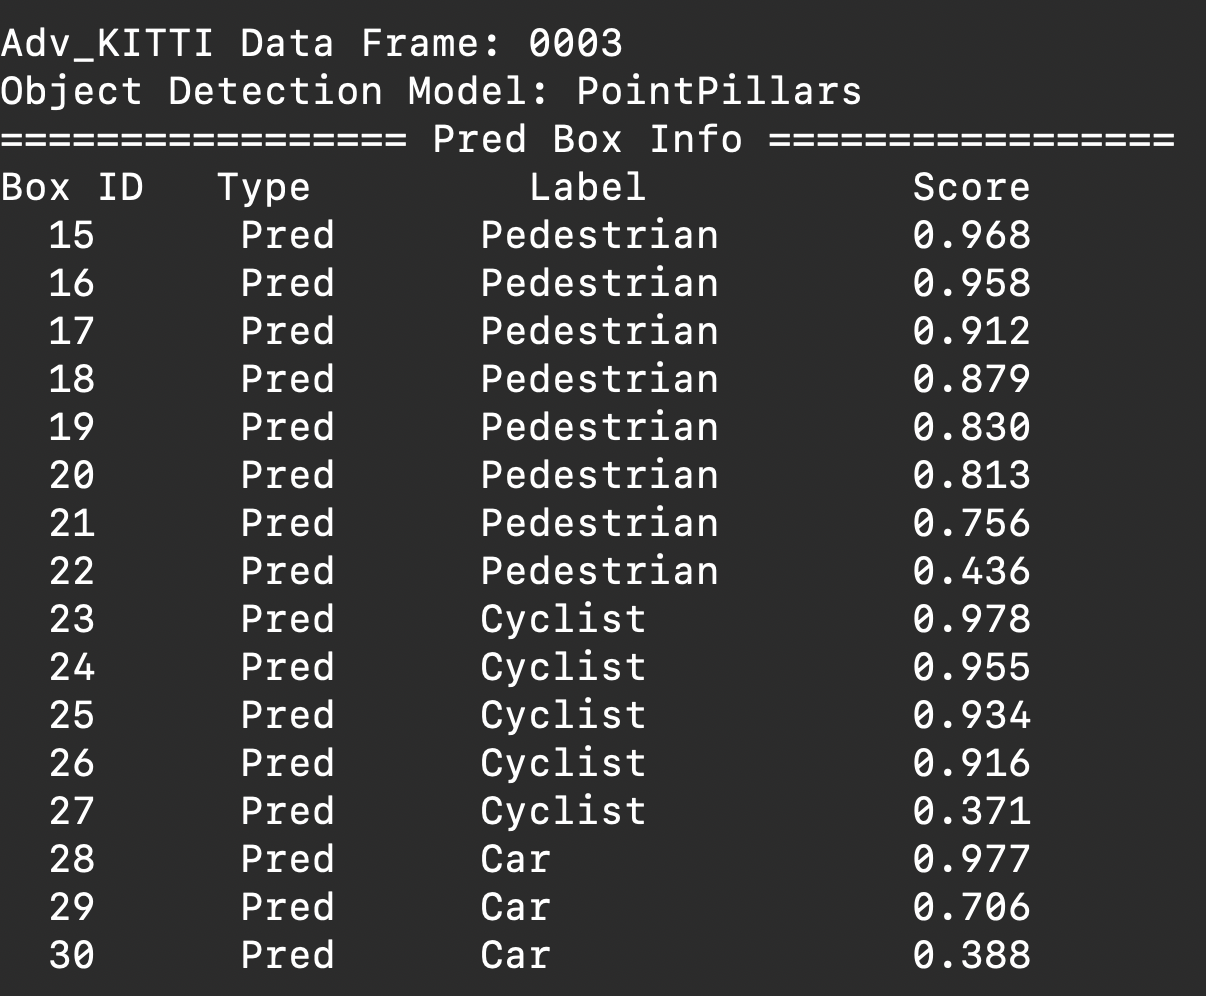 Adv_KITTI Data Frame: 0003
Object Detection Model: PointPillars
================= Pred Box Info =================
Box ID   Type         Label           Score
  15      Pred      Pedestrian        0.968
  16      Pred      Pedestrian        0.958
  17      Pred      Pedestrian        0.912
  18      Pred      Pedestrian        0.879
  19      Pred      Pedestrian        0.830
  20      Pred      Pedestrian        0.813
  21      Pred      Pedestrian        0.756
  22      Pred      Pedestrian        0.436
  23      Pred      Cyclist           0.978
  24      Pred      Cyclist           0.955
  25      Pred      Cyclist           0.934
  26      Pred      Cyclist           0.916
  27      Pred      Cyclist           0.371
  28      Pred      Car               0.977
  29      Pred      Car               0.706
  30      Pred      Car               0.388